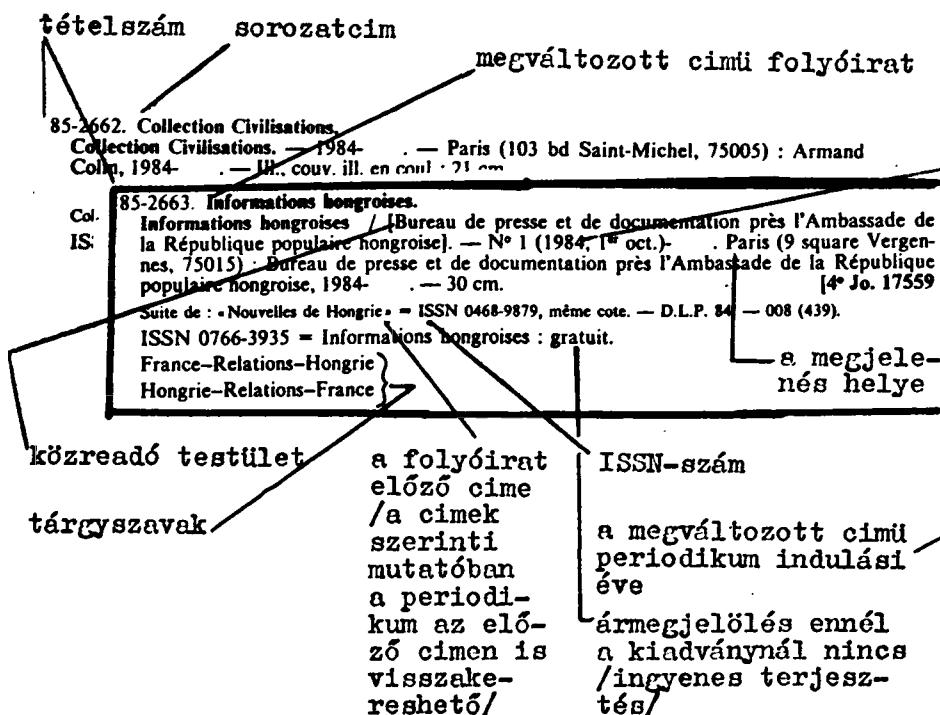 tételszám sorozatcim
megváltozott cimü folyóirat
85-2662. Collection Civilisations.
Collection Civilisations. — 1984- . — Paris (103 bd Saint-Michel, 75005) : Armand
Colin, 1984- . — Ill., couv. ill. en coul : 21 cm
Col.
IS:
85-2663. Informations hongroises.
Informations hongroises / [Bureau de presse et de documentation près l'Ambassade de
la République populaire hongroise]. — N° 1 (1984, 1er oct.)- . Paris (9 square Vergen-
nes, 75015) : Bureau de presse et de documentation près l'Ambassade de la République
populaire hongroise, 1984- . — 30 cm. [4° Jo. 17559
Suite de : « Nouvelles de Hongrie » = ISSN 0468-9879, même cote. — D.L.P. 84 — 008 (439).
ISSN 0766-3935 = Informations hongroises : gratuit.
France–Relations–Hongrie
Hongrie–Relations–France
a megjele-
nés helye
közreadó testület
tárgyszavak
a folyóirat
előző cime
/a cimek
szerinti
mutatóban
a periodi-
kum az elő-
ző cimen is
visszake-
reshető/
ISSN-szám
a megváltozott cimü
periodikum indulási
éve
ármegjelölés ennél
a kiadványnál nincs
/ingyenes terjesz-
tés/